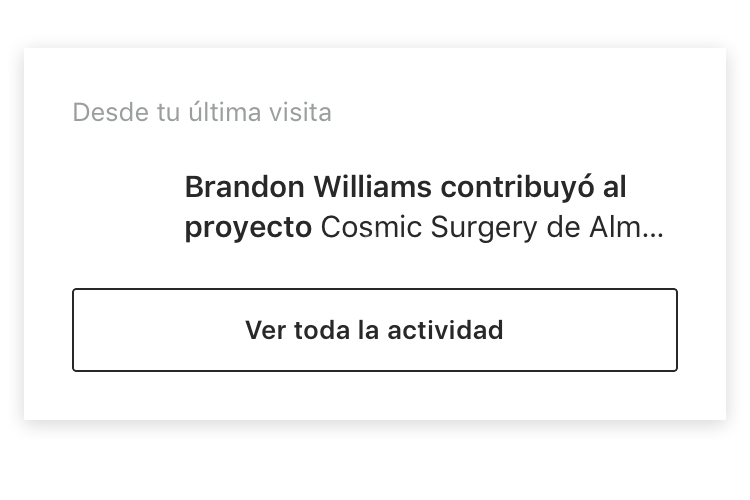 Desde tu última visita
Brandon Williams contribuyó al
proyecto Cosmic Surgery de Alm...
Ver toda la actividad